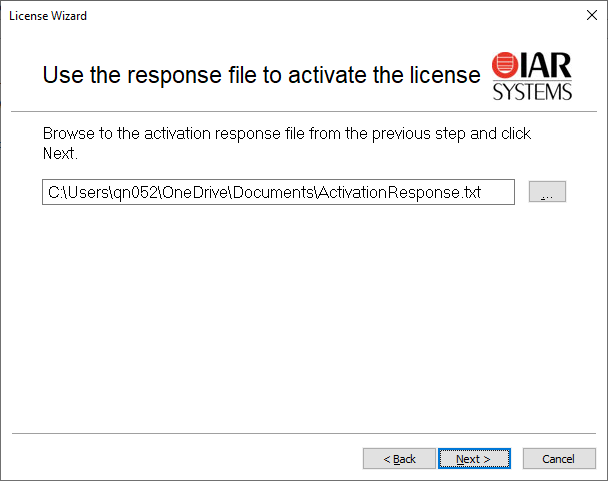 License Wizard
Use the response file to activate the license
IAR
SYSTEMS
Browse to the activation response file from the previous step and click
Next.
C:\Users\qn052\OneDrive\Documents\ActivationResponse.txt
...
< Back
Next >
Cancel